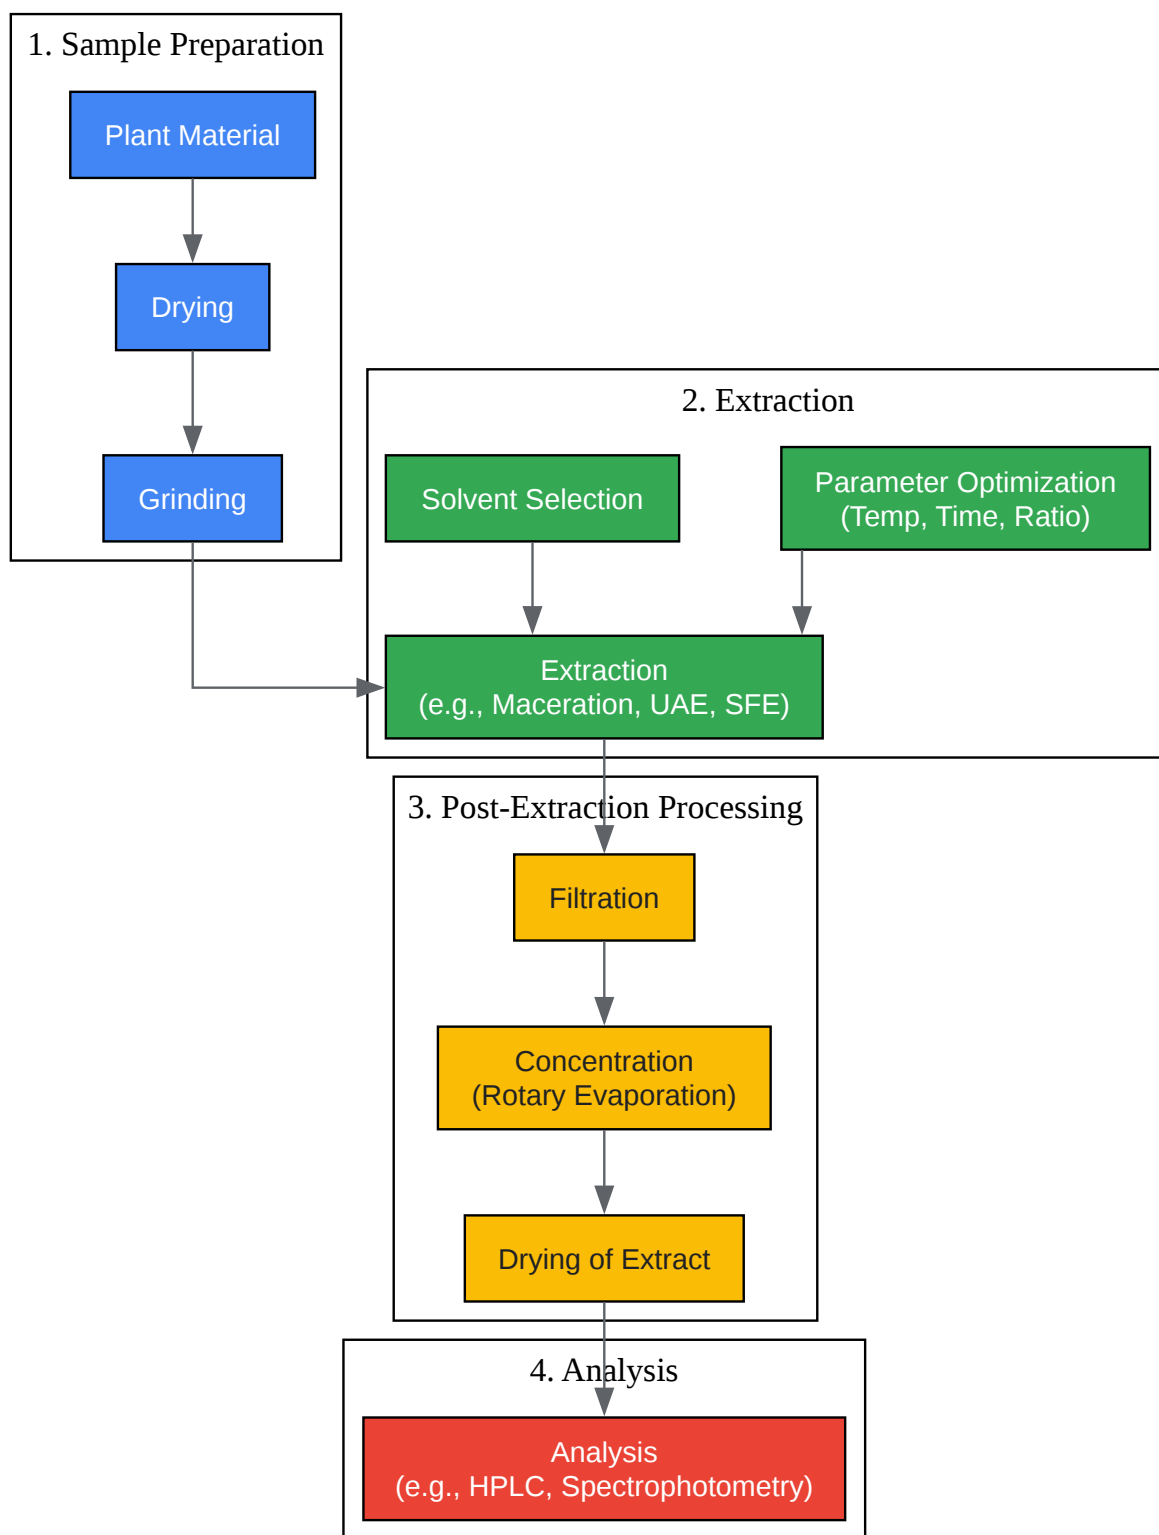 1. Sample Preparation
Plant Material
Drying
Grinding
2. Extraction
Solvent Selection
Parameter Optimization
(Temp, Time, Ratio)
Extraction
(e.g., Maceration, UAE, SFE)
3. Post-Extraction Processing
Filtration
Concentration
(Rotary Evaporation)
Drying of Extract
4. Analysis
Analysis
(e.g., HPLC, Spectrophotometry)